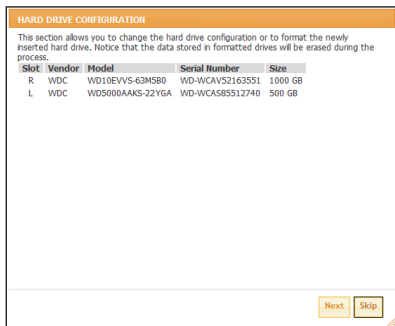 HARD DRIVE CONFIGURATION
This section allows you to change the hard drive configuration or to format the newly
inserted hard drive. Notice that the data stored in formatted drives will be erased during the
process.
Slot Vendor Model Serial Number Size
R WDC WD10EVVS-63M5B0 WD-WCAV52163551 1000 GB
L WDC WD5000AAKS-22YGA WD-WCAS85512740 500 GB
Next Skip